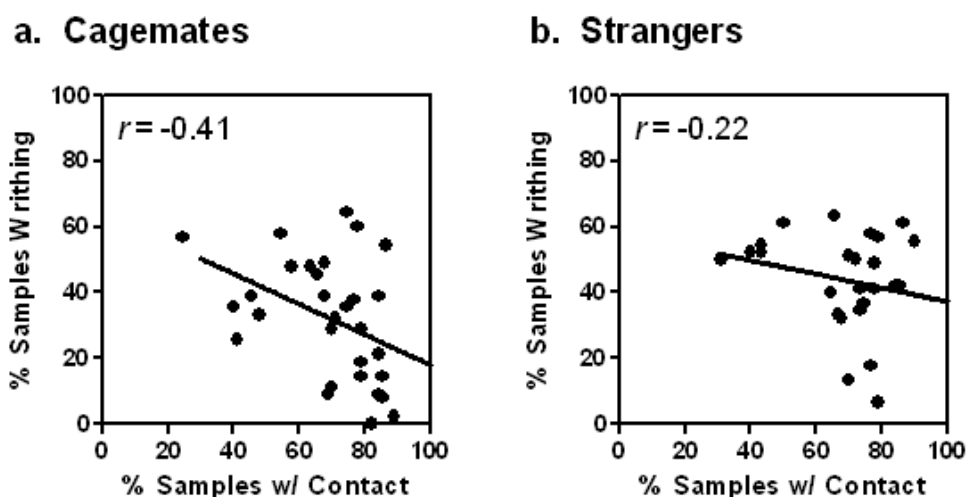 a. Cagemates
r = -0.41
% Samples Writhing
100
80
60
40
20
0
0 20 40 60 80 100
% Samples w/ Contact
b. Strangers
r = -0.22
% Samples Writhing
100
80
60
40
20
0
0 20 40 60 80 100
% Samples w/ Contact